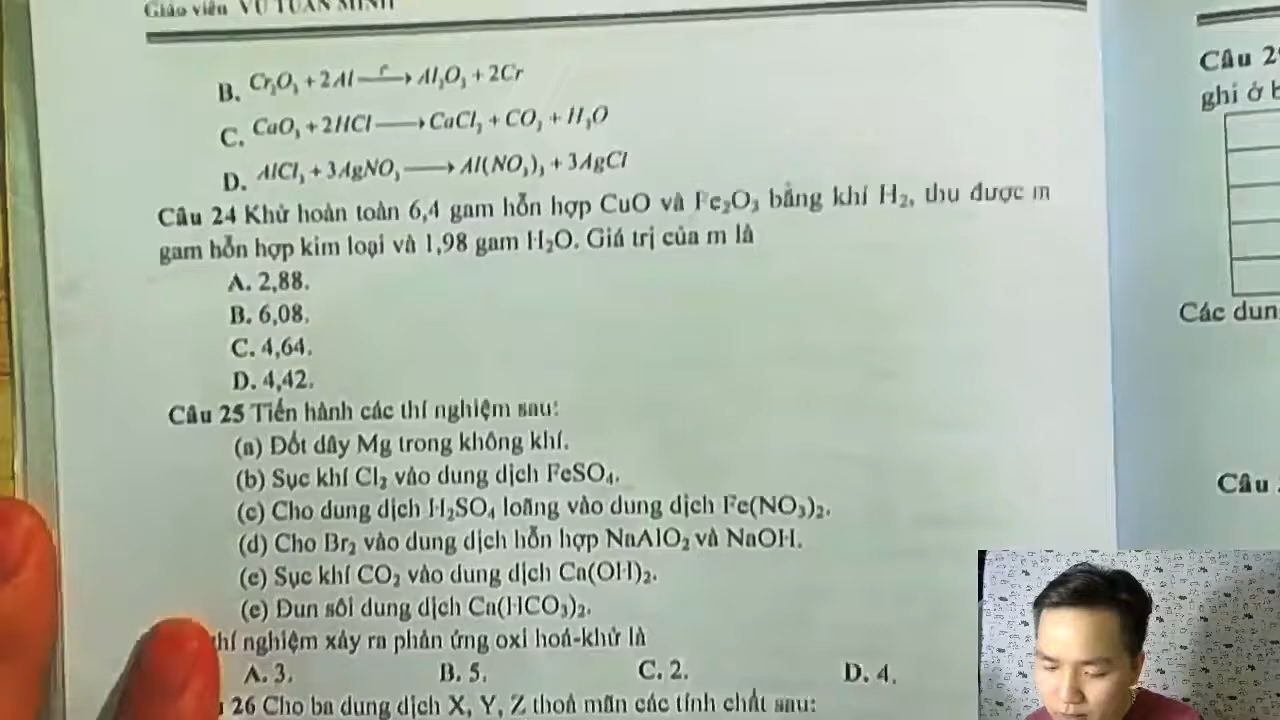 Giáo viên VŨ TUẤN MINH
B. Cr₂O₃ + 2Al —t°→ Al₂O₃ + 2Cr
C. CaO₃ + 2HCl ⟶ CaCl₂ + CO₂ + H₂O
D. AlCl₃ + 3AgNO₃ ⟶ Al(NO₃)₃ + 3AgCl
Câu 24 Khử hoàn toàn 6,4 gam hỗn hợp CuO và Fe₂O₃ bằng khí H₂, thu được m
gam hỗn hợp kim loại và 1,98 gam H₂O. Giá trị của m là
A. 2,88.
B. 6,08.
C. 4,64.
D. 4,42.
Câu 25 Tiến hành các thí nghiệm sau:
(a) Đốt dây Mg trong không khí.
(b) Sục khí Cl₂ vào dung dịch FeSO₄.
(c) Cho dung dịch H₂SO₄ loãng vào dung dịch Fe(NO₃)₂.
(d) Cho Br₂ vào dung dịch hỗn hợp NaAlO₂ và NaOH.
(e) Sục khí CO₂ vào dung dịch Ca(OH)₂.
(e) Đun sôi dung dịch Ca(HCO₃)₂.
thí nghiệm xảy ra phản ứng oxi hoá-khử là
A. 3. B. 5. C. 2. D. 4.
26 Cho ba dung dịch X, Y, Z thoả mãn các tính chất sau:
Câu 2
ghi ở
Các dun
Câu